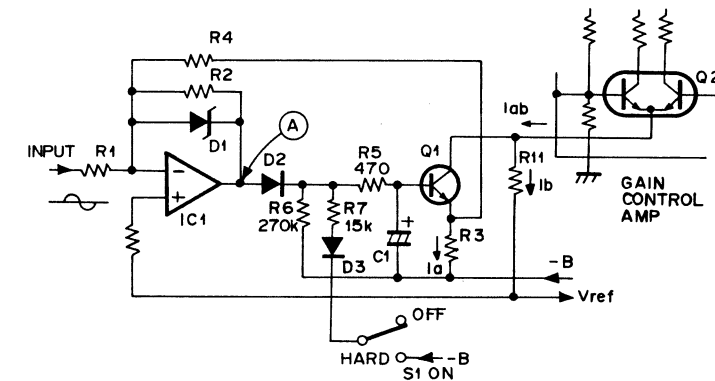 R4
R2
D1
A
INPUT
R1
−
+
IC1
D2
R5
470
Q1
R6
270k
R7
15k
D3
+
C1
Ia
R3
Iab
R11
Ib
Q2
GAIN
CONTROL
AMP
−B
Vref
OFF
HARD
−B
S1 ON